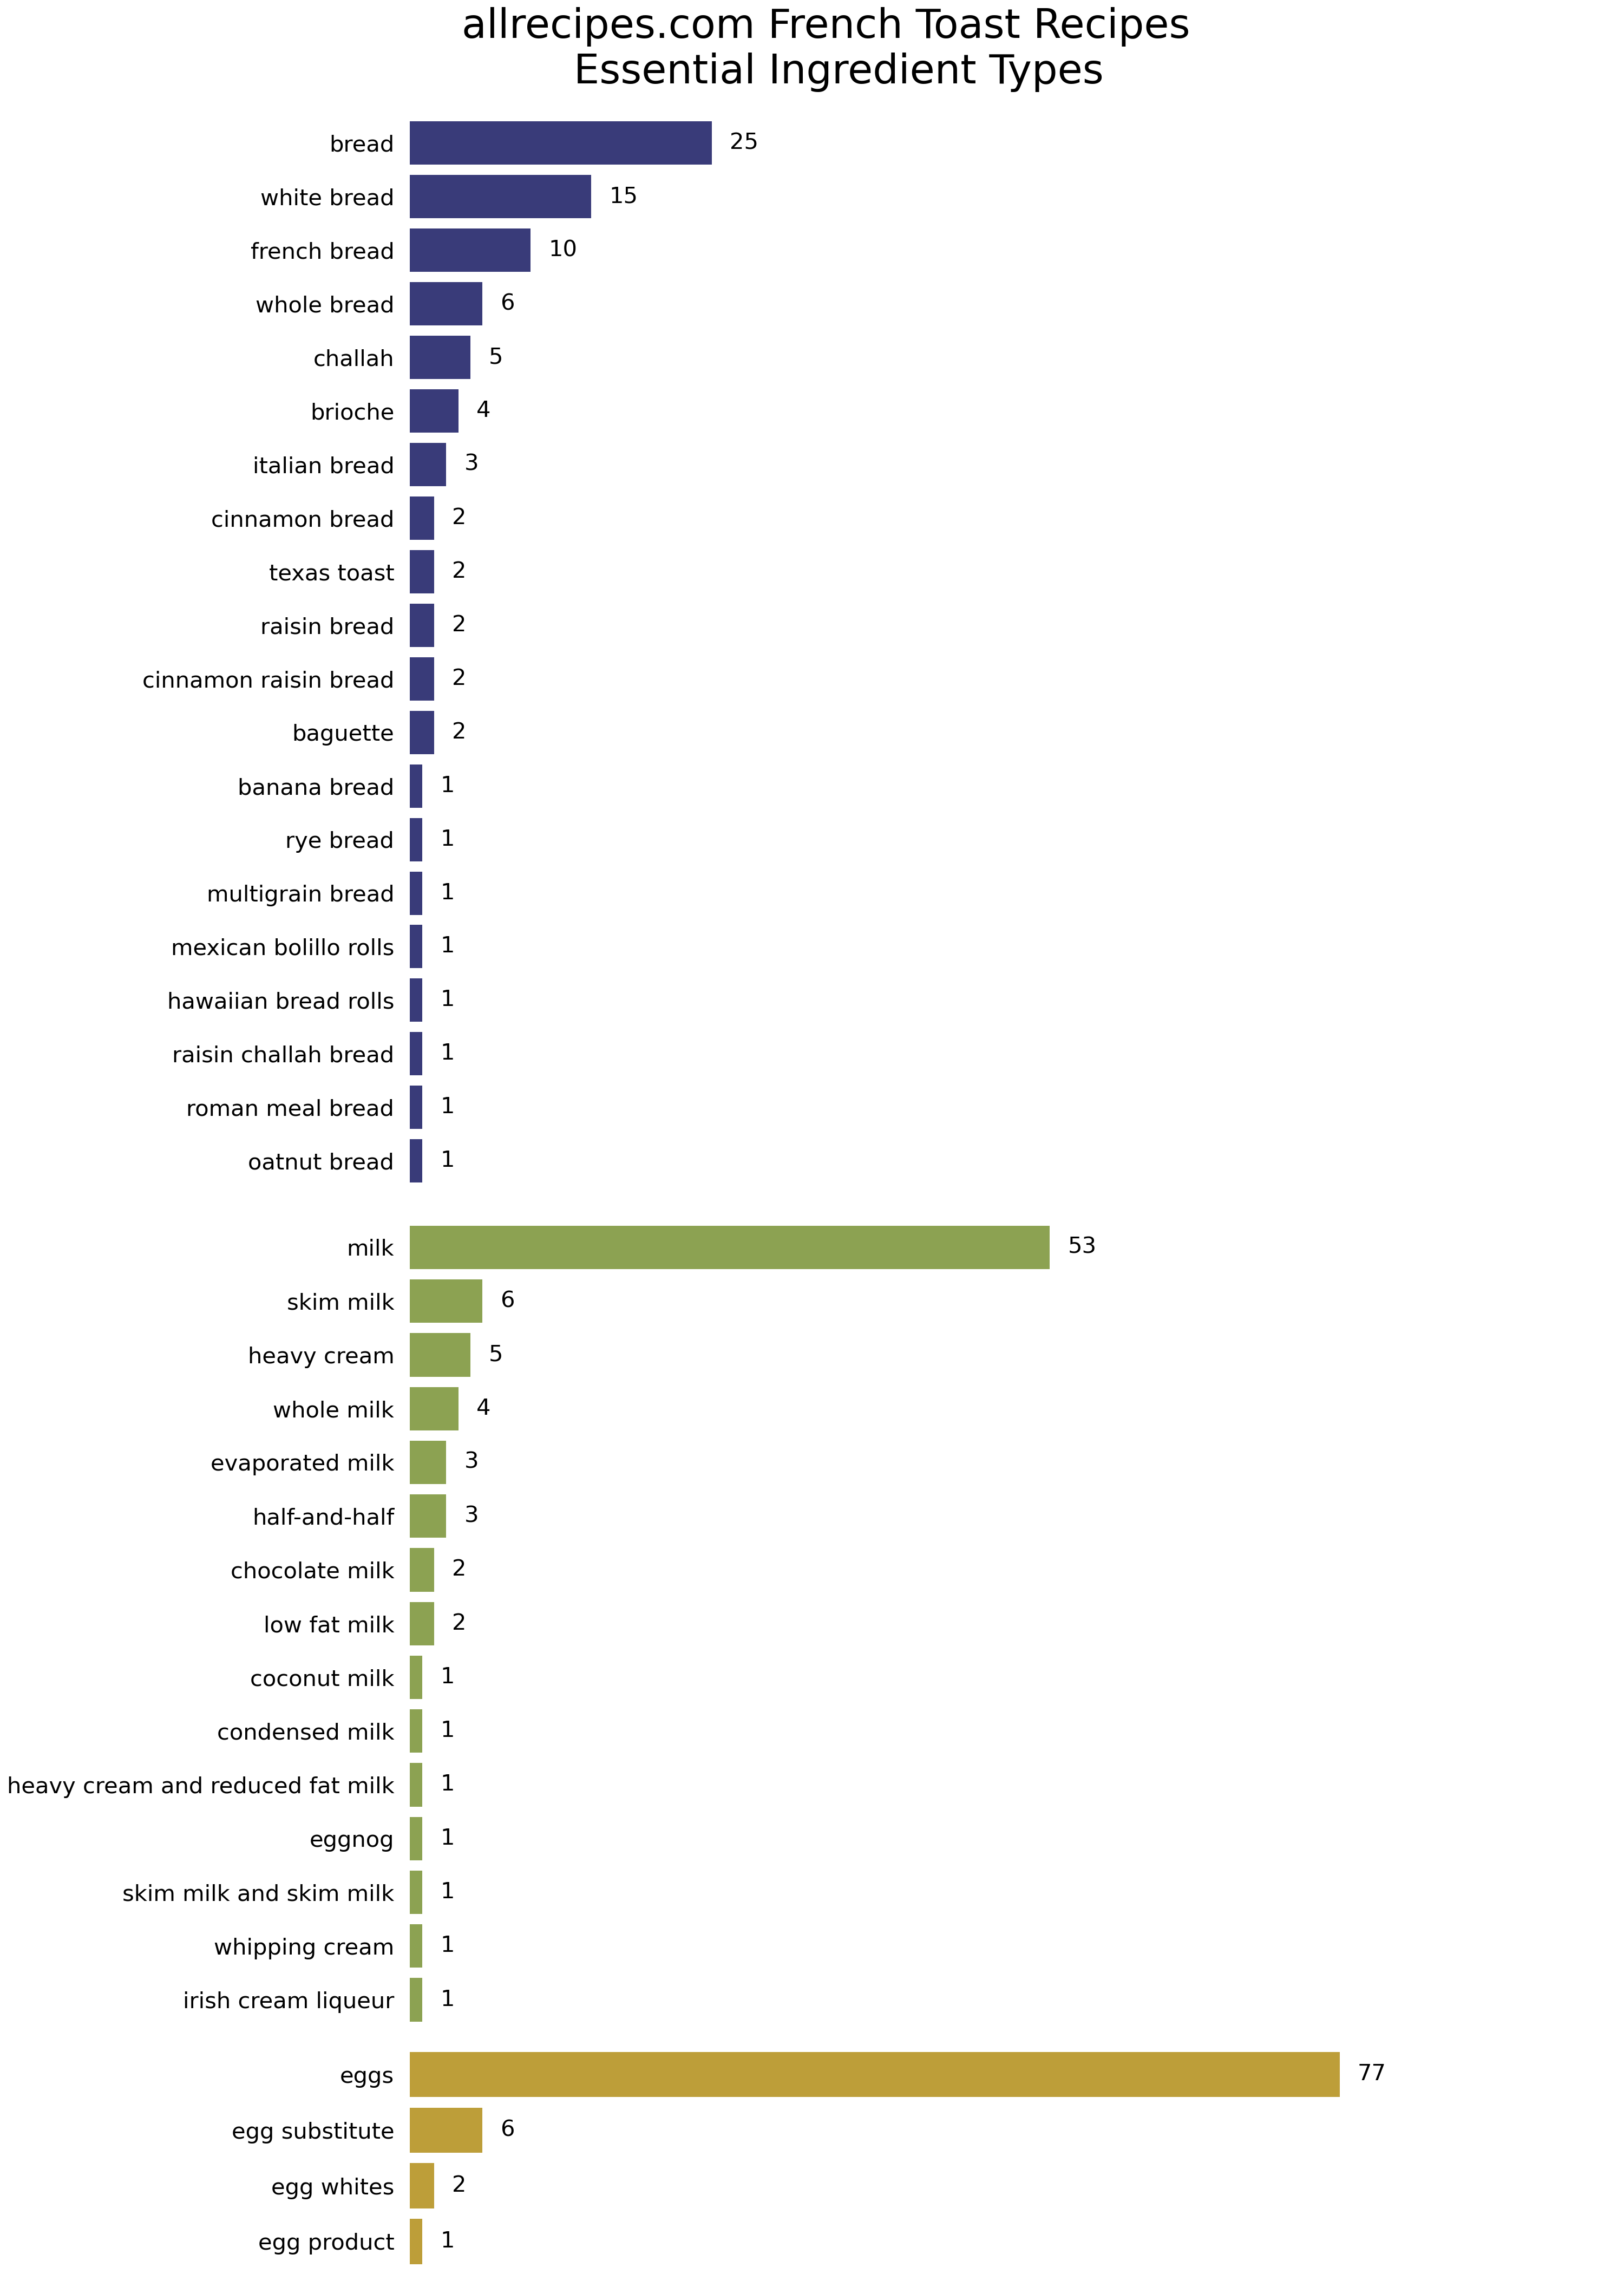 allrecipes.com French Toast Recipes
Essential Ingredient Types
bread 25
white bread 15
french bread 10
whole bread 6
challah 5
brioche 4
italian bread 3
cinnamon bread 2
texas toast 2
raisin bread 2
cinnamon raisin bread 2
baguette 2
banana bread 1
rye bread 1
multigrain bread 1
mexican bolillo rolls 1
hawaiian bread rolls 1
raisin challah bread 1
roman meal bread 1
oatnut bread 1
milk 53
skim milk 6
heavy cream 5
whole milk 4
evaporated milk 3
half-and-half 3
chocolate milk 2
low fat milk 2
coconut milk 1
condensed milk 1
heavy cream and reduced fat milk 1
eggnog 1
skim milk and skim milk 1
whipping cream 1
irish cream liqueur 1
eggs 77
egg substitute 6
egg whites 2
egg product 1